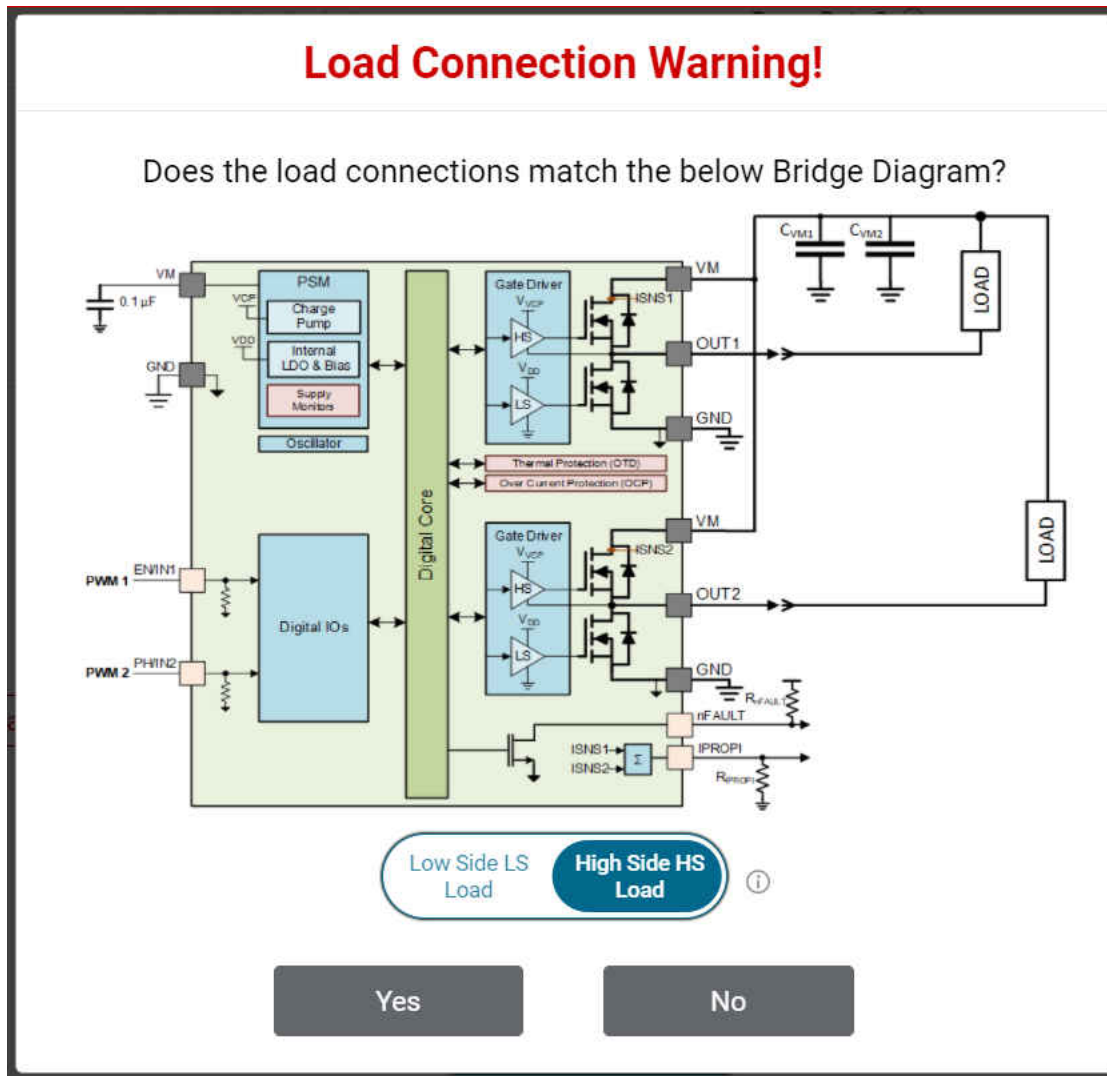 Load Connection Warning!
Does the load connections match the below Bridge Diagram?
VM
0.1 µF
GND
PSM
VCP
Charge
Pump
VDD
Internal
LDO & Bias
Supply
Monitors
Oscillator
Digital Core
Gate Driver
VVCP
HS
VDD
LS
ISNS1
VM
OUT1
GND
CVM1
CVM2
LOAD
LOAD
Thermal Protection (OTD)
Over Current Protection (OCP)
Gate Driver
VVCP
HS
VDD
LS
ISNS2
VM
OUT2
GND
PWM 1
EN/IN1
PWM 2
PH/IN2
Digital IOs
RnFAULT
nFAULT
ISNS1
ISNS2
Σ
IPROPI
RIPROPI
Low Side LS
Load
High Side HS
Load
i
Yes
No